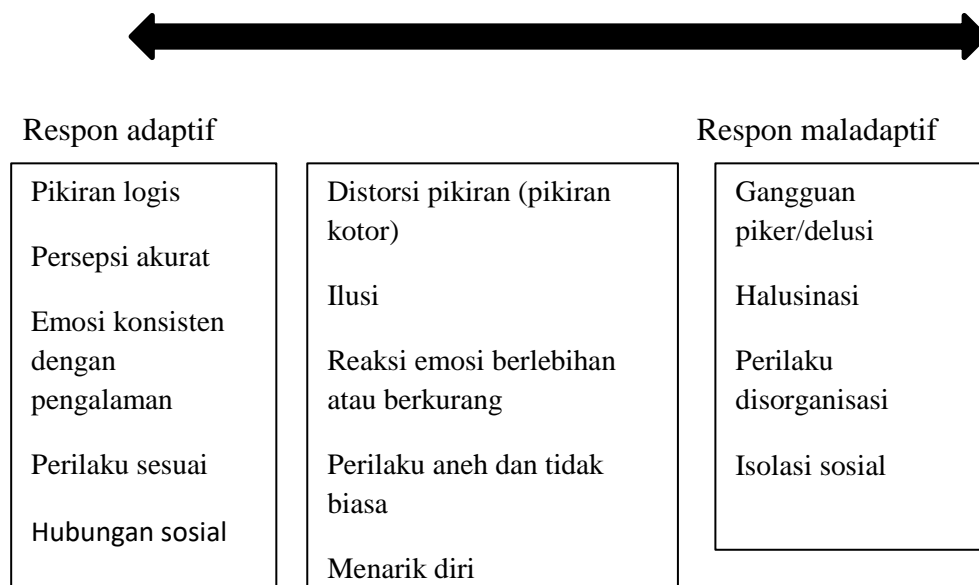 Respon adaptif
Respon maladaptif
Pikiran logis
Persepsi akurat
Emosi konsisten
dengan
pengalaman
Perilaku sesuai
Hubungan sosial
Distorsi pikiran (pikiran
kotor)
Ilusi
Reaksi emosi berlebihan
atau berkurang
Perilaku aneh dan tidak
biasa
Menarik diri
Gangguan
piker/delusi
Halusinasi
Perilaku
disorganisasi
Isolasi sosial